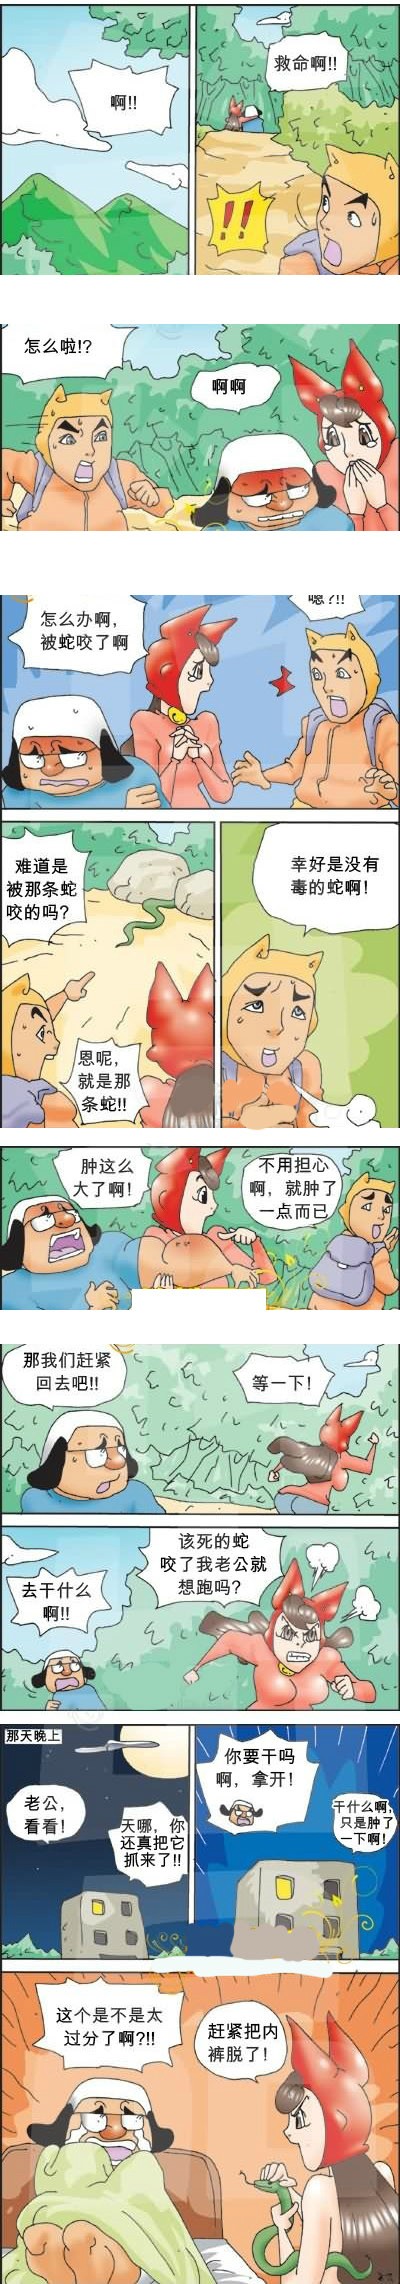 啊!!
救命啊!!
!!
怎么啦!?
啊啊
怎么办啊,
被蛇咬了啊
嗯?!!
难道是
被那条蛇
咬的吗?
恩呢,
就是那
条蛇!!
幸好是没有
毒的蛇啊!
肿这么
大了啊!
不用担心
啊,就肿了
一点而已
那我们赶紧
回去吧!!
等一下!
去干什么
啊!!
该死的蛇
咬了我老公就
想跑吗?
那天晚上
老公,
看看!
天哪,你
还真把它
抓来了!!
你要干吗
啊,拿开!
干什么啊,
只是肿了
一下啊!
这个是不是太
过分了啊?!!
赶紧把内
裤脱了!